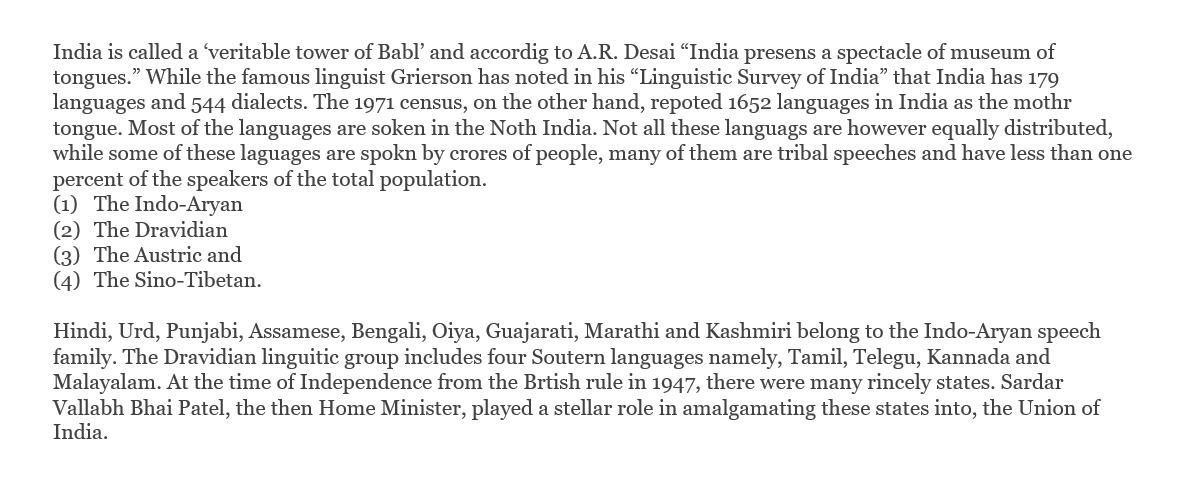 India is called a ‘veritable tower of Babl’ and accordig to A.R. Desai “India presens a spectacle of museum of
tongues.” While the famous linguist Grierson has noted in his “Linguistic Survey of India” that India has 179
languages and 544 dialects. The 1971 census, on the other hand, repoted 1652 languages in India as the mothr
tongue. Most of the languages are soken in the Noth India. Not all these languags are however equally distributed,
while some of these laguages are spokn by crores of people, many of them are tribal speeches and have less than one
percent of the speakers of the total population.
(1) The Indo-Aryan
(2) The Dravidian
(3) The Austric and
(4) The Sino-Tibetan.
Hindi, Urd, Punjabi, Assamese, Bengali, Oiya, Guajarati, Marathi and Kashmiri belong to the Indo-Aryan speech
family. The Dravidian linguitic group includes four Soutern languages namely, Tamil, Telegu, Kannada and
Malayalam. At the time of Independence from the Brtish rule in 1947, there were many rincely states. Sardar
Vallabh Bhai Patel, the then Home Minister, played a stellar role in amalgamating these states into, the Union of
India.